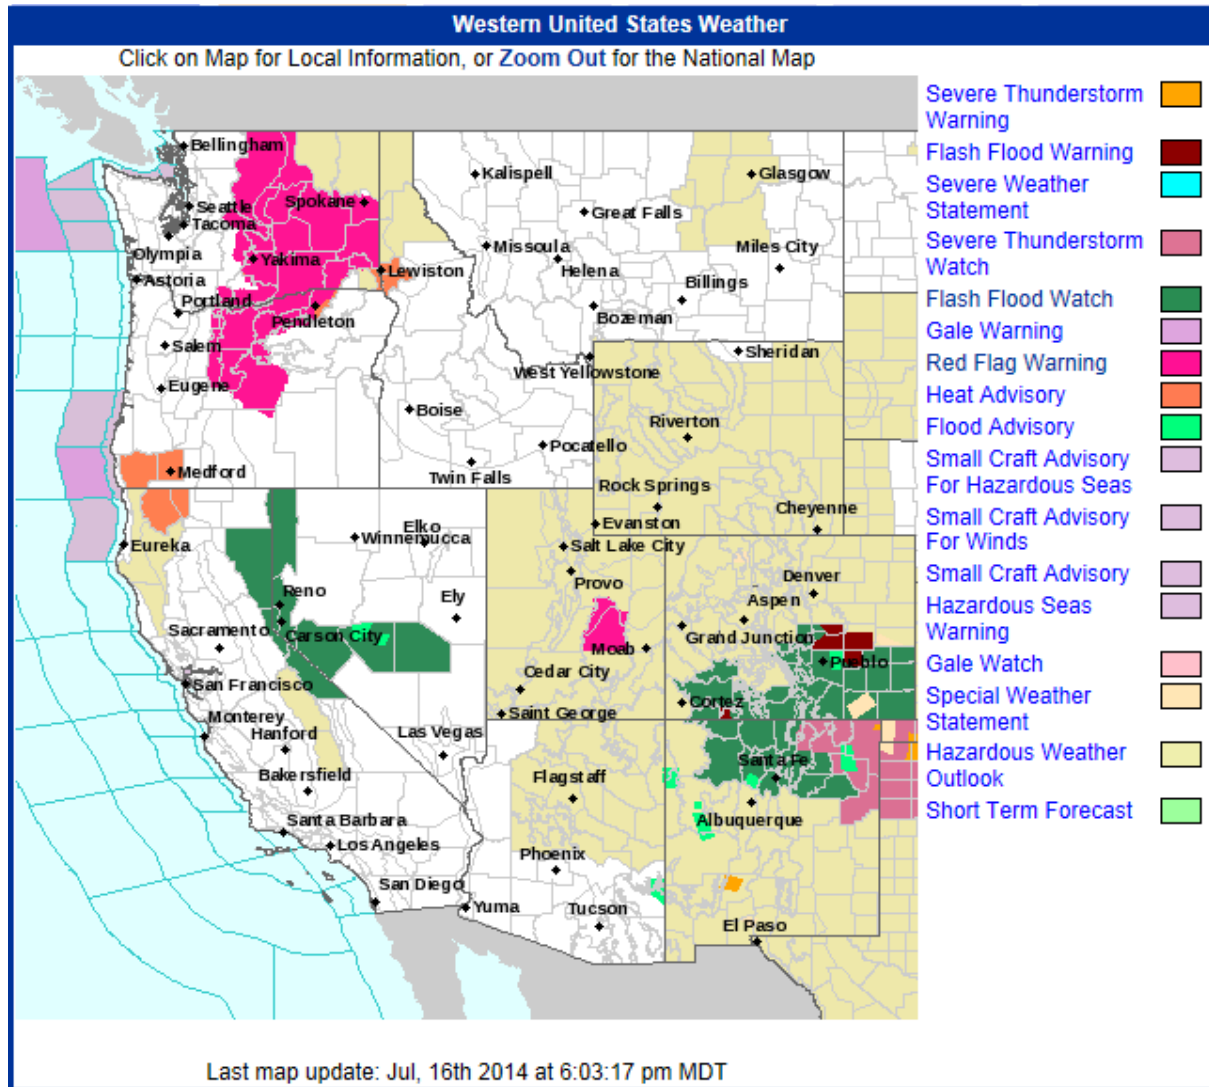 Western United States Weather
Click on Map for Local Information, or Zoom Out for the National Map
Bellingham
Seattle
Tacoma
Olympia
Spokane
Yakima
Astoria
Portland
Pendleton
Lewiston
Salem
Eugene
Medford
Kalispell
Great Falls
Glasgow
Missoula
Helena
Miles City
Billings
Bozeman
West Yellowstone
Sheridan
Boise
Pocatello
Twin Falls
Riverton
Rock Springs
Cheyenne
Evanston
Eureka
Winnemucca
Elko
Salt Lake City
Provo
Denver
Aspen
Reno
Ely
Carson City
Sacramento
Grand Junction
Moab
Pueblo
San Francisco
Cedar City
Cortez
Saint George
Monterey
Hanford
Las Vegas
Bakersfield
Flagstaff
Santa Fe
Albuquerque
Santa Barbara
Los Angeles
Phoenix
San Diego
Yuma
Tucson
El Paso
Severe Thunderstorm
Warning
Flash Flood Warning
Severe Weather
Statement
Severe Thunderstorm
Watch
Flash Flood Watch
Gale Warning
Red Flag Warning
Heat Advisory
Flood Advisory
Small Craft Advisory
For Hazardous Seas
Small Craft Advisory
For Winds
Small Craft Advisory
Hazardous Seas
Warning
Gale Watch
Special Weather
Statement
Hazardous Weather
Outlook
Short Term Forecast
Last map update: Jul, 16th 2014 at 6:03:17 pm MDT